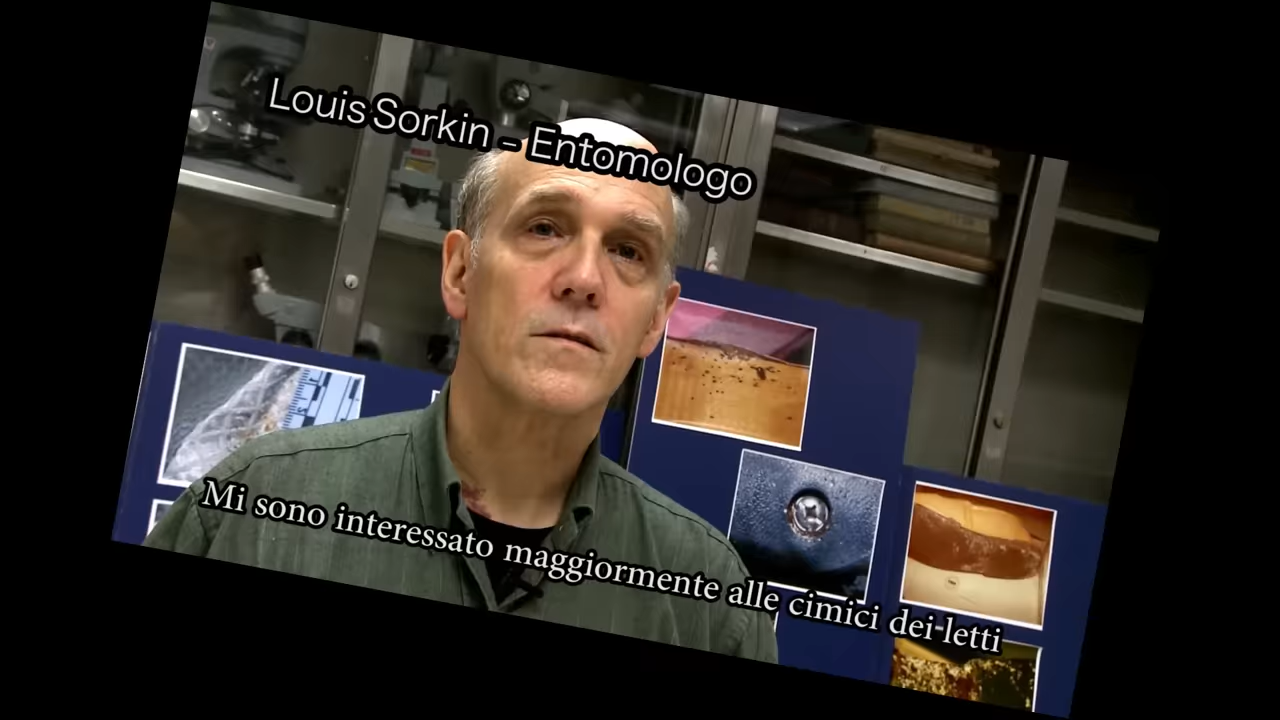 Louis Sorkin - Entomologo
Mi sono interessato maggiormente alle cimici dei letti